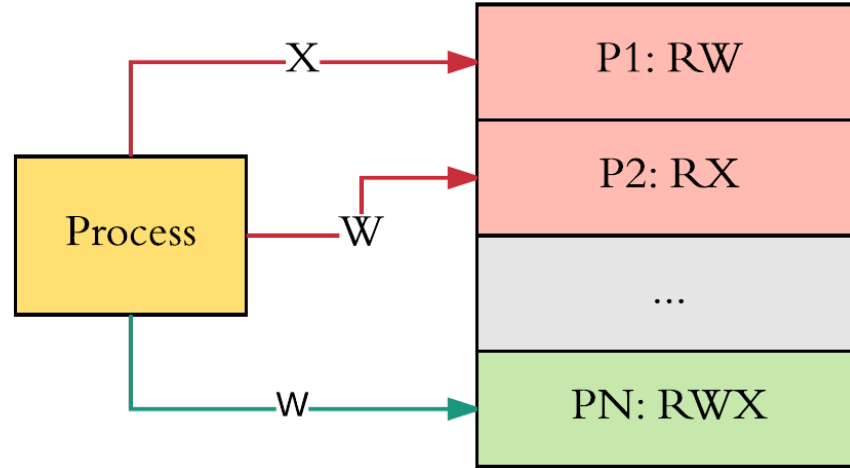 X
P1: RW
P2: RX
Process
W
...
W
PN: RWX